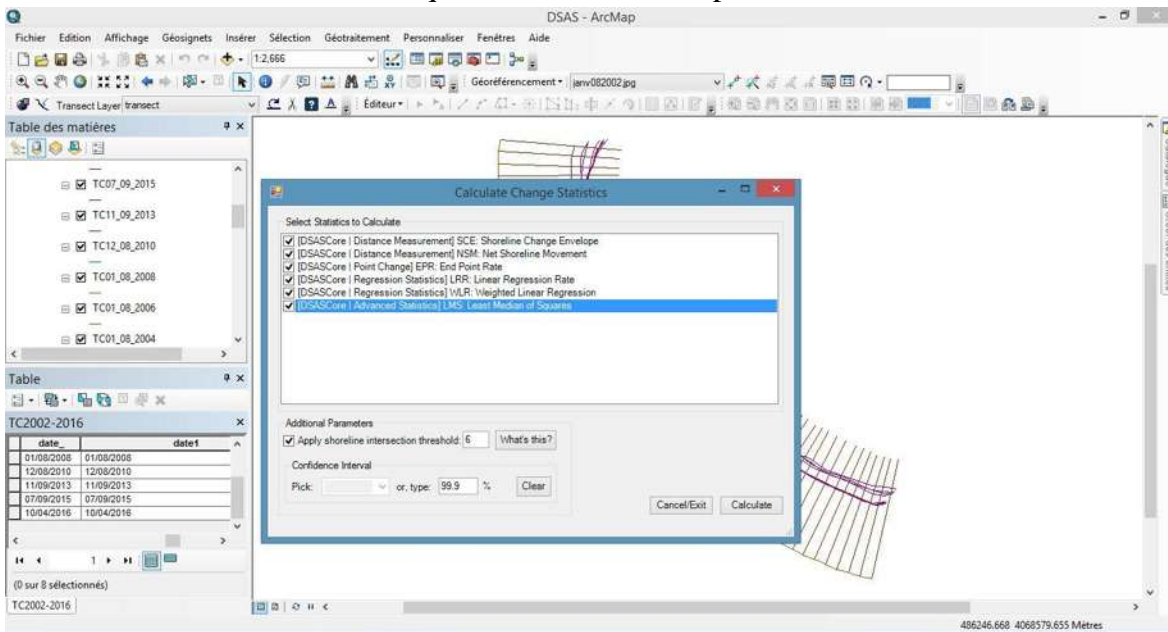 DSAS - ArcMap
Fichier Edition Affichage Géosignets Insérer Sélection Géotraitement Personnaliser Fenêtres Aide
1:2,666
Géoréférencement janv082002.jpg
Transect Layer transect Éditeur
Table des matières
TC07_09_2015
TC11_09_2013
TC12_08_2010
TC01_08_2008
TC01_08_2006
TC01_08_2004
Table
TC2002-2016
date_ date1
01/08/2008 01/08/2008
12/08/2010 12/08/2010
11/09/2013 11/09/2013
07/09/2015 07/09/2015
10/04/2016 10/04/2016
1
(0 sur 8 sélectionnés)
TC2002-2016
Calculate Change Statistics
Select Statistics to Calculate
[DSASCore | Distance Measurement] SCE: Shoreline Change Envelope
[DSASCore | Distance Measurement] NSM: Net Shoreline Movement
[DSASCore | Point Change] EPR: End Point Rate
[DSASCore | Regression Statistics] LRR: Linear Regression Rate
[DSASCore | Regression Statistics] WLR: Weighted Linear Regression
[DSASCore | Advanced Statistics] LMS: Least Median of Squares
Additional Parameters
Apply shoreline intersection threshold: 6 What's this?
Confidence Interval
Pick: or, type: 99.9 % Clear
Cancel/Exit Calculate
486246.668 4068579.655 Mètres